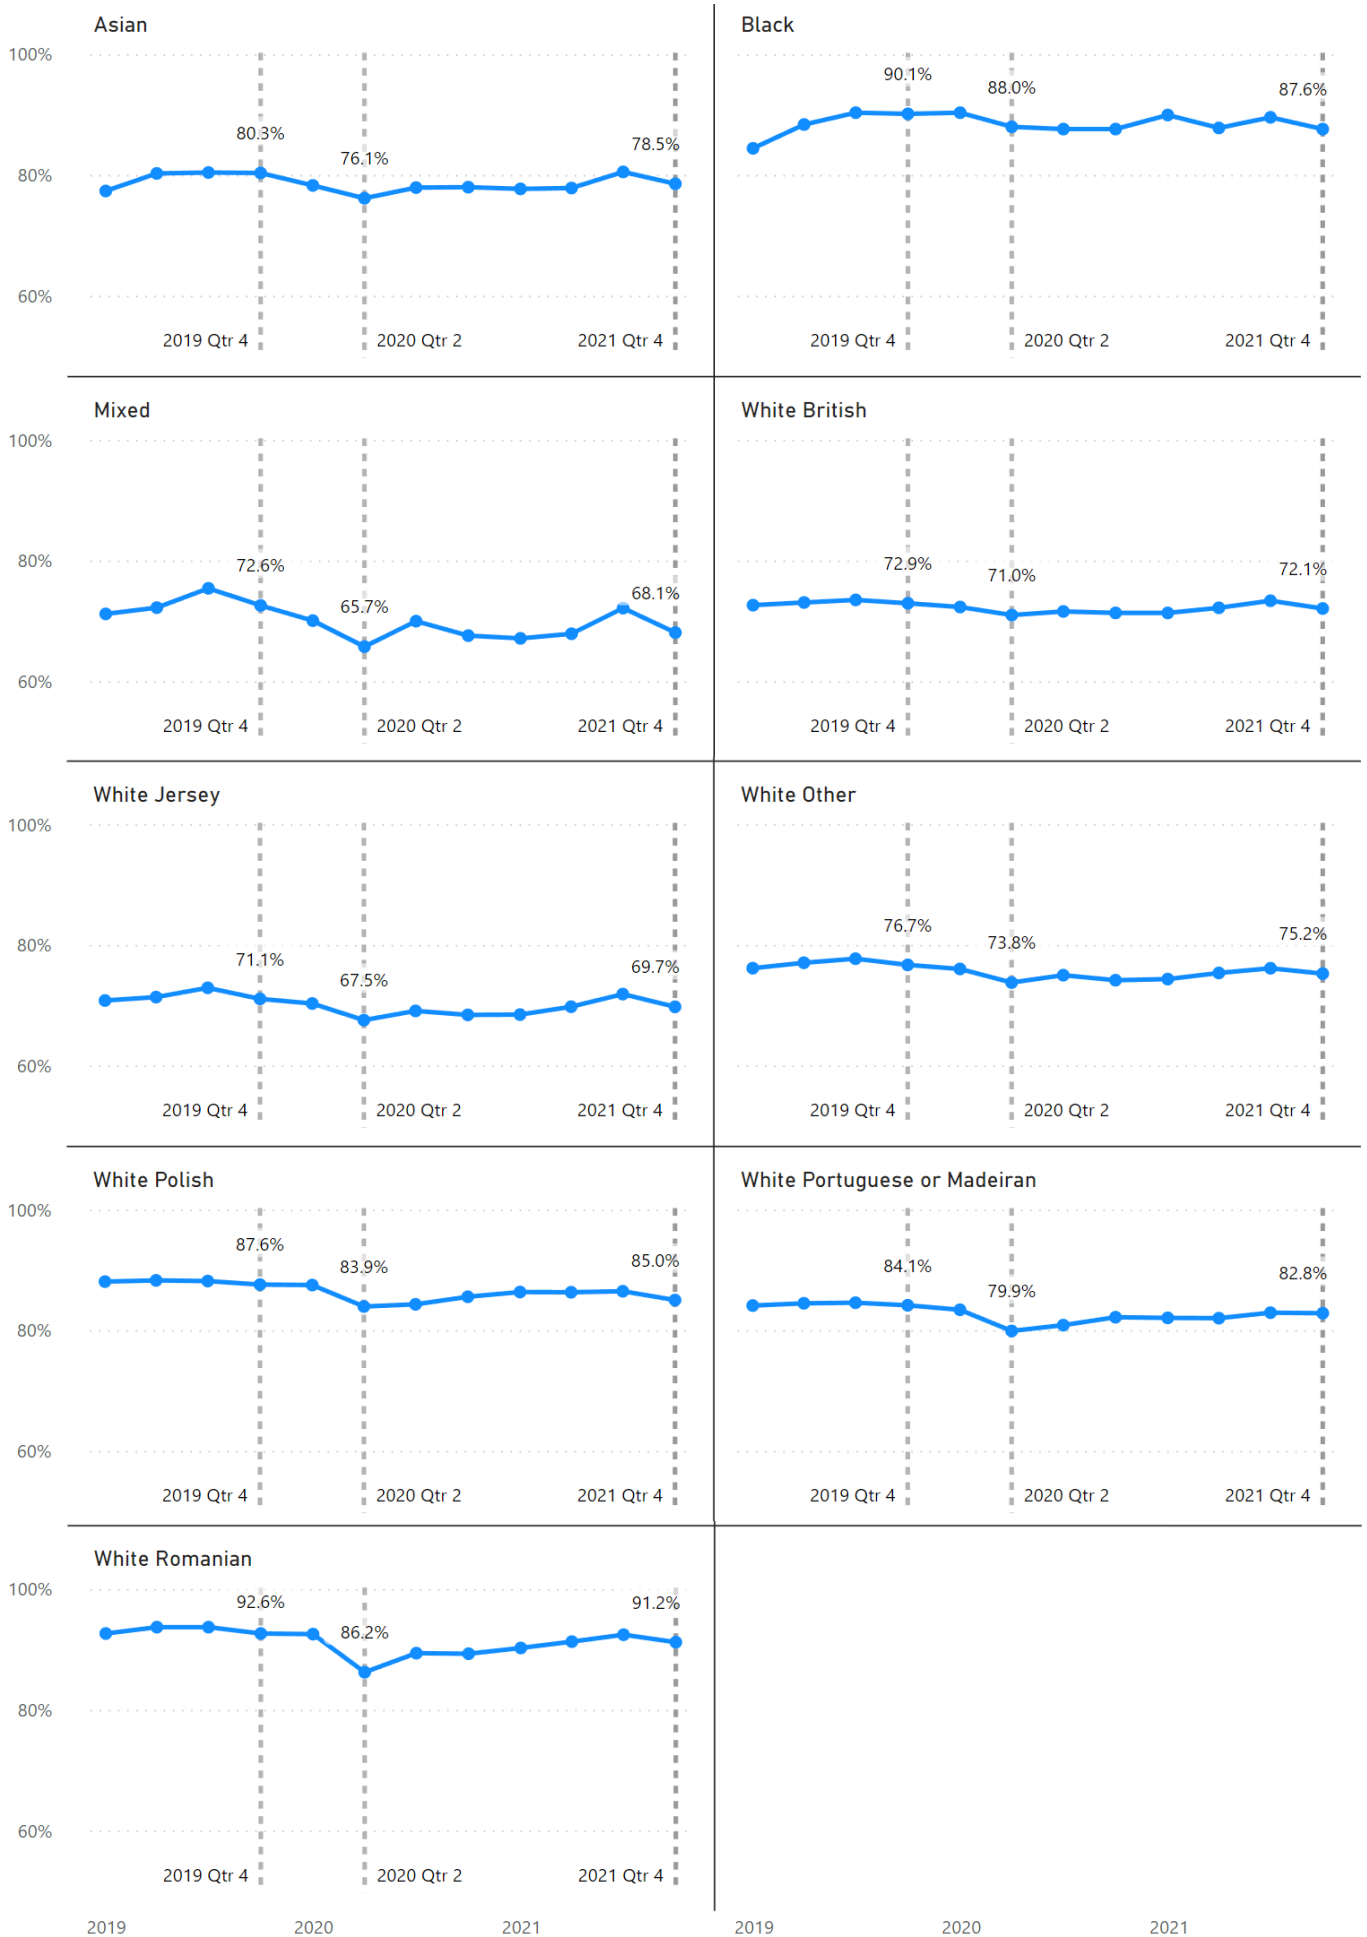 Asian
100%
80%
60%
80.3%
76.1%
78.5%
2019 Qtr 4
2020 Qtr 2
2021 Qtr 4
Black
90.1%
88.0%
87.6%
2019 Qtr 4
2020 Qtr 2
2021 Qtr 4
Mixed
100%
80%
60%
72.6%
65.7%
68.1%
2019 Qtr 4
2020 Qtr 2
2021 Qtr 4
White British
72.9%
71.0%
72.1%
2019 Qtr 4
2020 Qtr 2
2021 Qtr 4
White Jersey
100%
80%
60%
71.1%
67.5%
69.7%
2019 Qtr 4
2020 Qtr 2
2021 Qtr 4
White Other
76.7%
73.8%
75.2%
2019 Qtr 4
2020 Qtr 2
2021 Qtr 4
White Polish
100%
80%
60%
87.6%
83.9%
85.0%
2019 Qtr 4
2020 Qtr 2
2021 Qtr 4
White Portuguese or Madeiran
84.1%
79.9%
82.8%
2019 Qtr 4
2020 Qtr 2
2021 Qtr 4
White Romanian
100%
80%
60%
92.6%
86.2%
91.2%
2019 Qtr 4
2020 Qtr 2
2021 Qtr 4
2019
2020
2021
2019
2020
2021